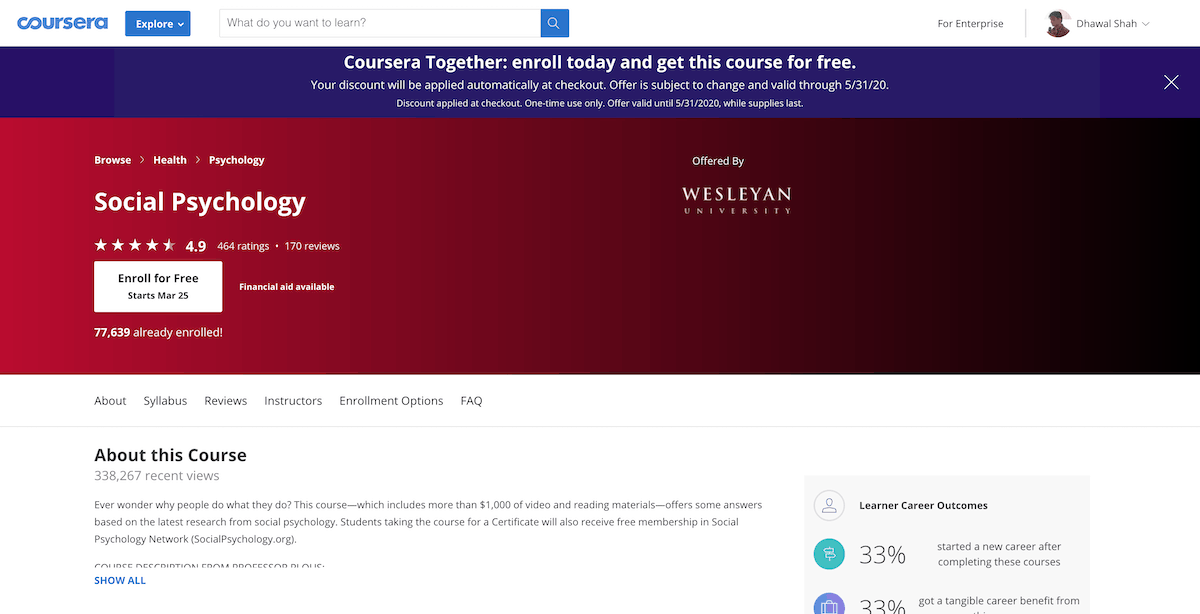 coursera
Explore
What do you want to learn?
For Enterprise
Dhawal Shah
Coursera Together: enroll today and get this course for free.
Your discount will be applied automatically at checkout. Offer is subject to change and valid through 5/31/20.
Discount applied at checkout. One-time use only. Offer valid until 5/31/2020, while supplies last.
Browse > Health > Psychology
Offered By
Social Psychology
WESLEYAN
UNIVERSITY
4.9 464 ratings • 170 reviews
Enroll for Free
Starts Mar 25
Financial aid available
77,639 already enrolled!
About Syllabus Reviews Instructors Enrollment Options FAQ
About this Course
338,267 recent views
Ever wonder why people do what they do? This course—which includes more than $1,000 of video and reading materials—offers some answers
based on the latest research from social psychology. Students taking the course for a Certificate will also receive free membership in Social
Psychology Network (SocialPsychology.org).
COURSE DESCRIPTION FROM PROFESSOR PLOUS:
SHOW ALL
Learner Career Outcomes
33%
started a new career after
completing these courses
33%
got a tangible career benefit from